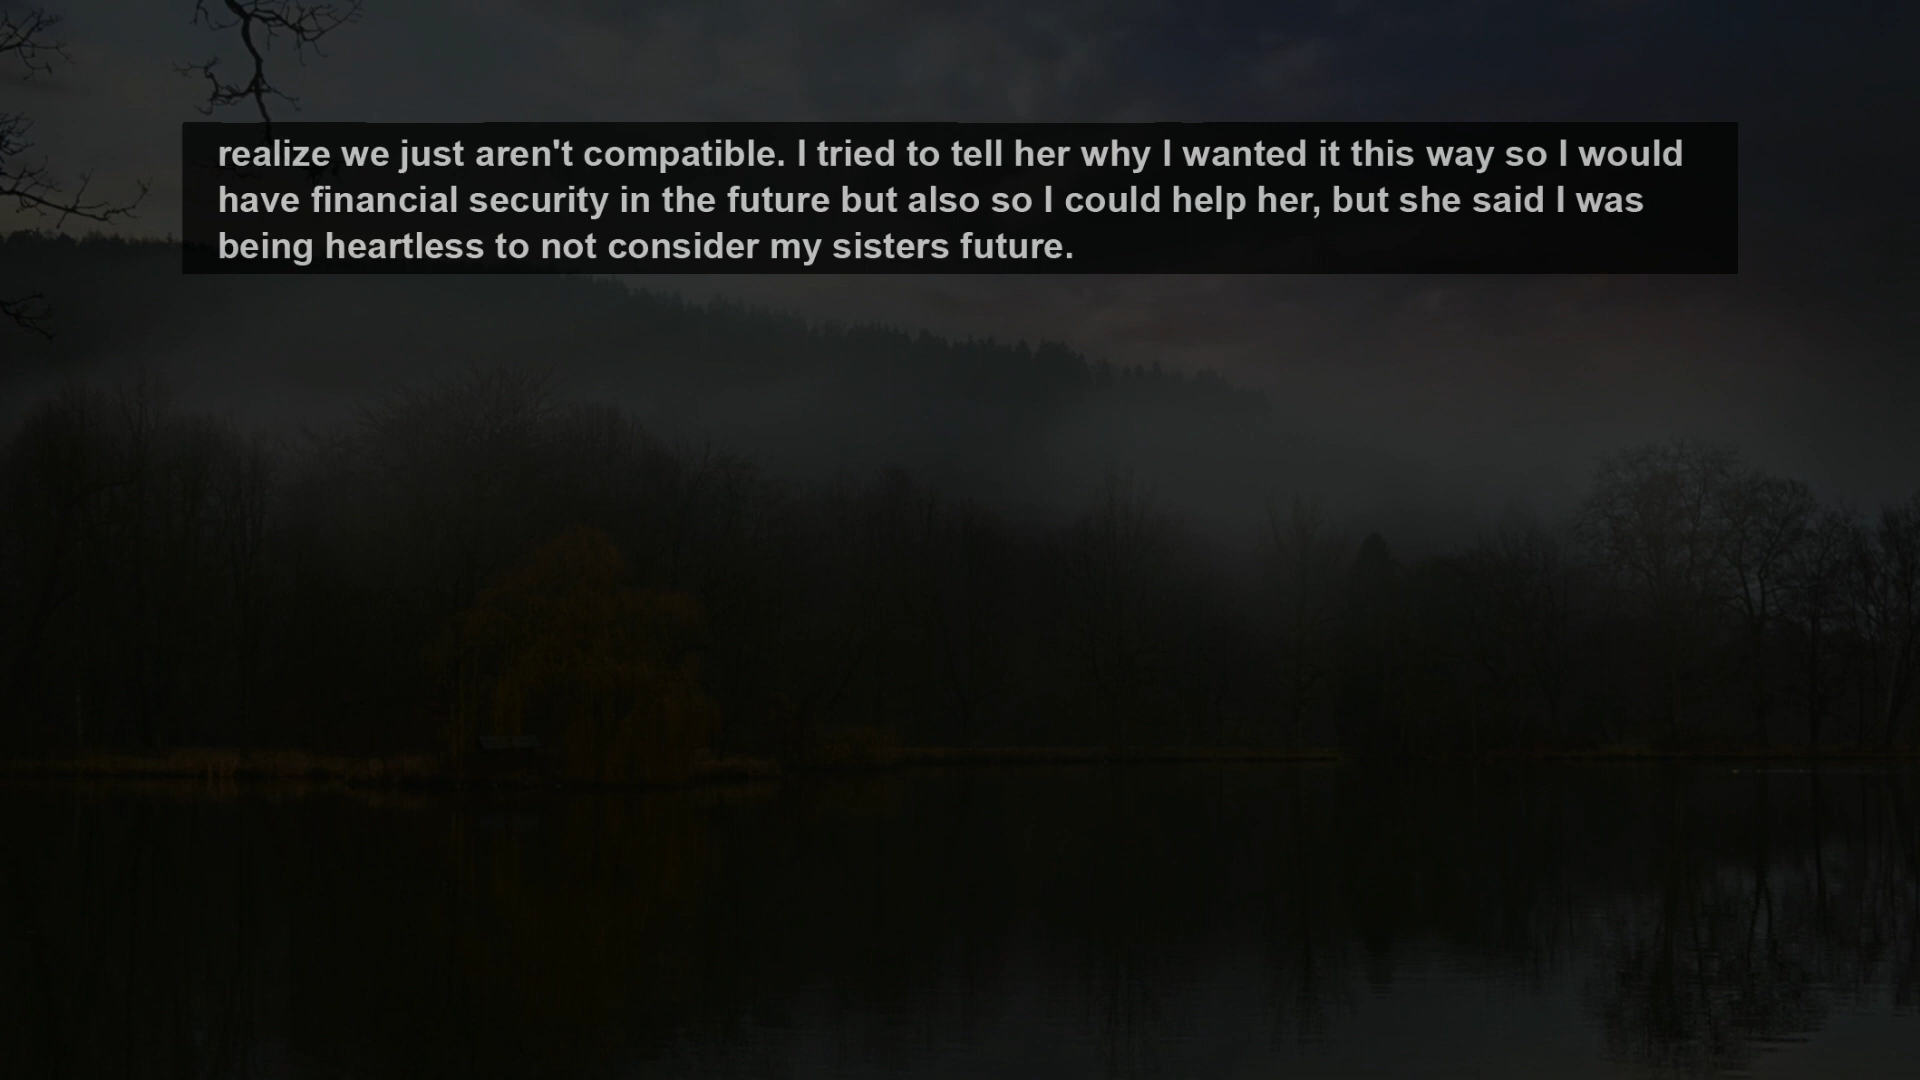 realize we just aren't compatible. I tried to tell her why I wanted it this way so I would
have financial security in the future but also so I could help her, but she said I was
being heartless to not consider my sisters future.